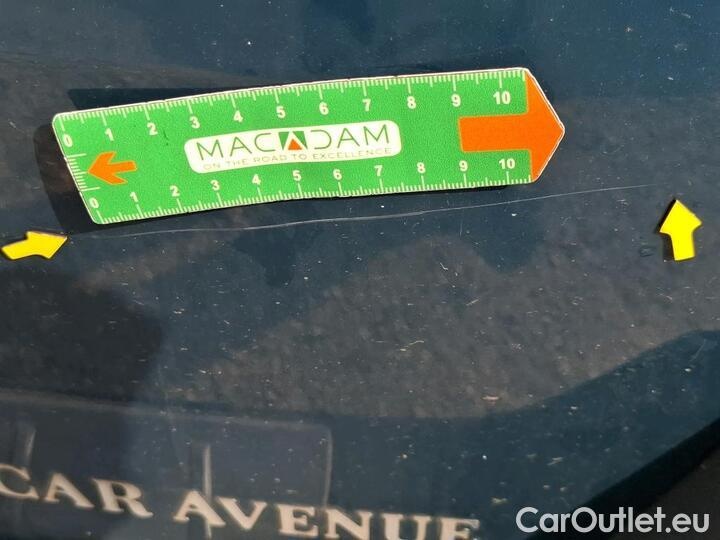 0 1 2 3 4 5 6 7 8 9 10
MACADAM
ON THE ROAD TO EXCELLENCE
0 1 2 3 4 5 6 7 8 9 10
CAR AVENUE
CarOutlet.eu